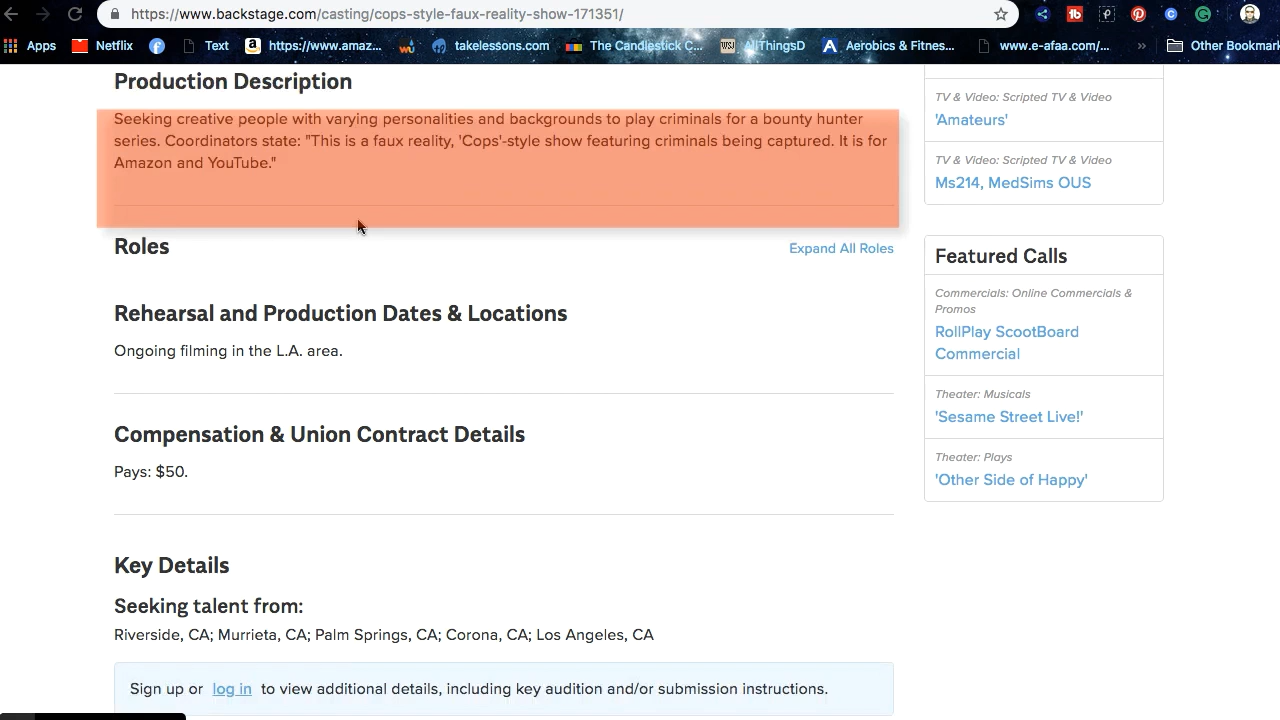 https://www.backstage.com/casting/cops-style-faux-reality-show-171351/
Apps Netflix Text https://www.amaz... takelessons.com The Candlestick C... AllThingsD Aerobics & Fitnes... www.e-afaa.com/... » Other Bookmark
Production Description
Seeking creative people with varying personalities and backgrounds to play criminals for a bounty hunter
series. Coordinators state: "This is a faux reality, 'Cops'-style show featuring criminals being captured. It is for
Amazon and YouTube."
Roles
Expand All Roles
Rehearsal and Production Dates & Locations
Ongoing filming in the L.A. area.
Compensation & Union Contract Details
Pays: $50.
Key Details
Seeking talent from:
Riverside, CA; Murrieta, CA; Palm Springs, CA; Corona, CA; Los Angeles, CA
Sign up or log in to view additional details, including key audition and/or submission instructions.
TV & Video: Scripted TV & Video
'Amateurs'
TV & Video: Scripted TV & Video
Ms214, MedSims OUS
Featured Calls
Commercials: Online Commercials &
Promos
RollPlay ScootBoard
Commercial
Theater: Musicals
'Sesame Street Live!'
Theater: Plays
'Other Side of Happy'